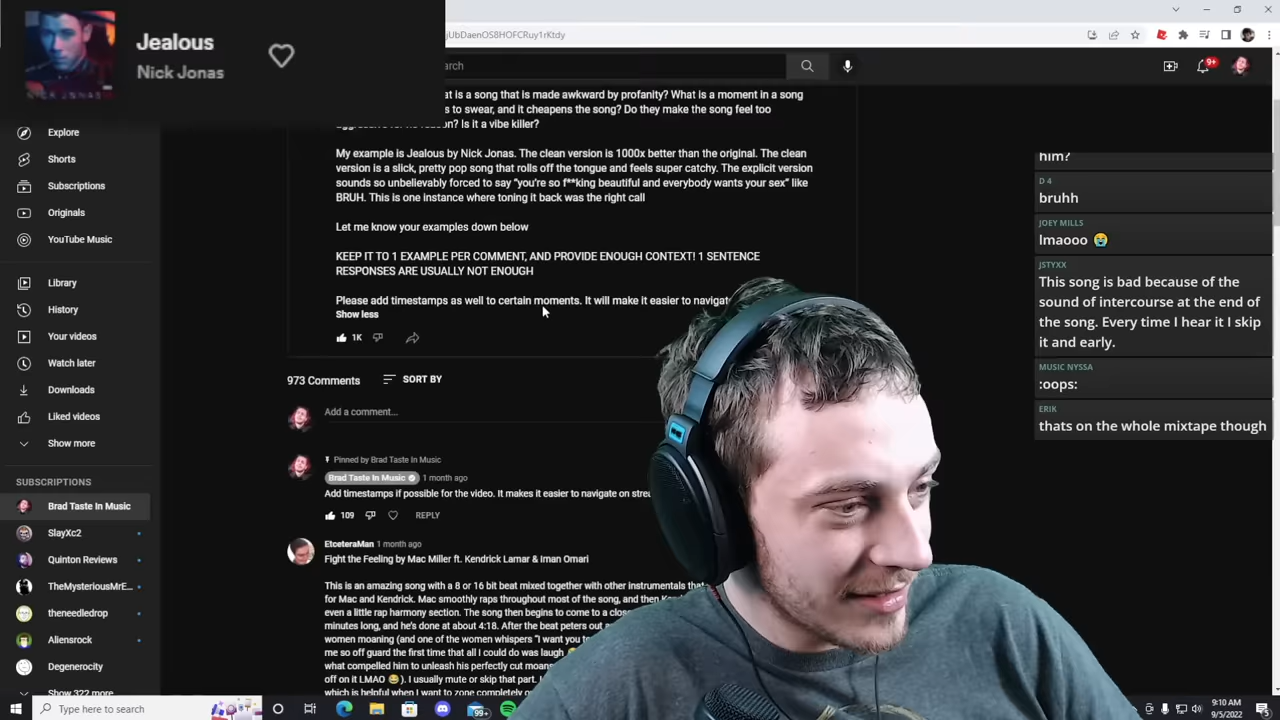 Jealous
Nick Jonas
NICK JONAS
jUbDaenOS8HOFCRuy1rKtdy
rch
9+
at is a song that is made awkward by profanity? What is a moment in a song
s to swear, and it cheapens the song? Do they make the song feel too
aggressive for no reason? Is it a vibe killer?
My example is Jealous by Nick Jonas. The clean version is 1000x better than the original. The clean
version is a slick, pretty pop song that rolls off the tongue and feels super catchy. The explicit version
sounds so unbelievably forced to say “you're so f**king beautiful and everybody wants your sex” like
BRUH. This is one instance where toning it back was the right call
Let me know your examples down below
KEEP IT TO 1 EXAMPLE PER COMMENT, AND PROVIDE ENOUGH CONTEXT! 1 SENTENCE
RESPONSES ARE USUALLY NOT ENOUGH
Please add timestamps as well to certain moments. It will make it easier to navigat
Show less
1K
973 Comments
SORT BY
Add a comment...
Pinned by Brad Taste In Music
Brad Taste In Music
1 month ago
Add timestamps if possible for the video. It makes it easier to navigate on stre
109
REPLY
EtceteraMan 1 month ago
Fight the Feeling by Mac Miller ft. Kendrick Lamar & Iman Omari
This is an amazing song with a 8 or 16 bit beat mixed together with other instrumentals that
for Mac and Kendrick. Mac smoothly raps throughout most of the song, and then Ken
even a little rap harmony section. The song then begins to come to a close
minutes long, and he's done at about 4:18. After the beat peters out a
women moaning (and one of the women whispers “I want you to
me so off guard the first time that all I could do was laugh
what compelled him to unleash his perfectly cut moans
off on it LMAO 😂). I usually mute or skip that part. I
which is helpful when I want to zone completely o
Explore
Shorts
Subscriptions
Originals
YouTube Music
Library
History
Your videos
Watch later
Downloads
Liked videos
Show more
SUBSCRIPTIONS
Brad Taste In Music
SlayXc2
Quinton Reviews
TheMysteriousMrE...
theneedledrop
Aliensrock
Degenerocity
Show 322 more
him?
D 4
bruhh
JOEY MILLS
lmaooo 😭
JSTYXX
This song is bad because of the
sound of intercourse at the end of
the song. Every time I hear it I skip
it and early.
MUSIC NYSSA
:oops:
ERIK
thats on the whole mixtape though
Type here to search
99+
9:10 AM
9/5/2022